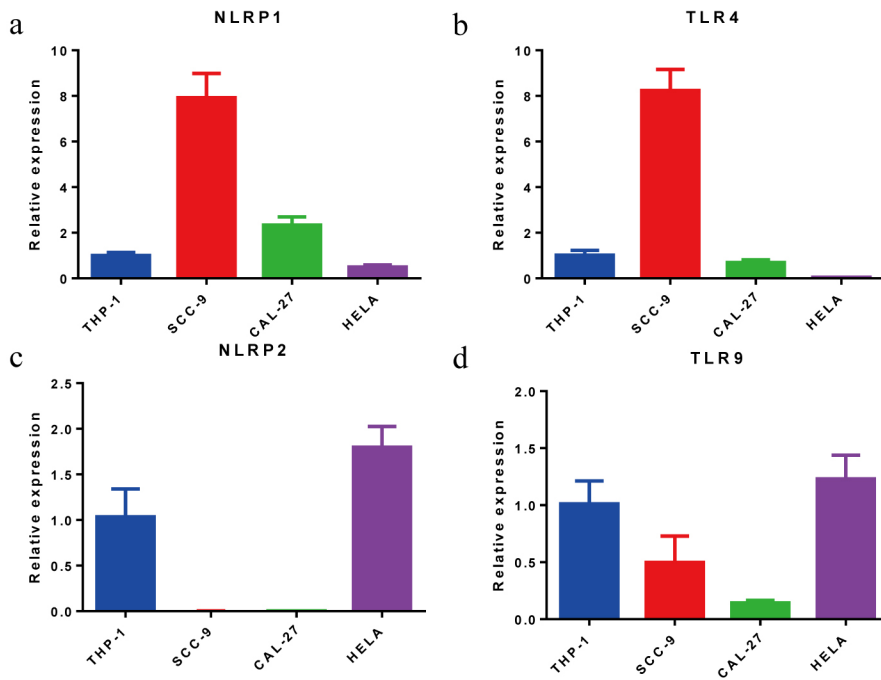 a
NLRP1
Relative expression
10
8
6
4
2
0
THP-1
SCC-9
CAL-27
HELA
b
TLR4
Relative expression
10
8
6
4
2
0
THP-1
SCC-9
CAL-27
HELA
c
NLRP2
Relative expression
2.5
2.0
1.5
1.0
0.5
0.0
THP-1
SCC-9
CAL-27
HELA
d
TLR9
Relative expression
2.0
1.5
1.0
0.5
0.0
THP-1
SCC-9
CAL-27
HELA